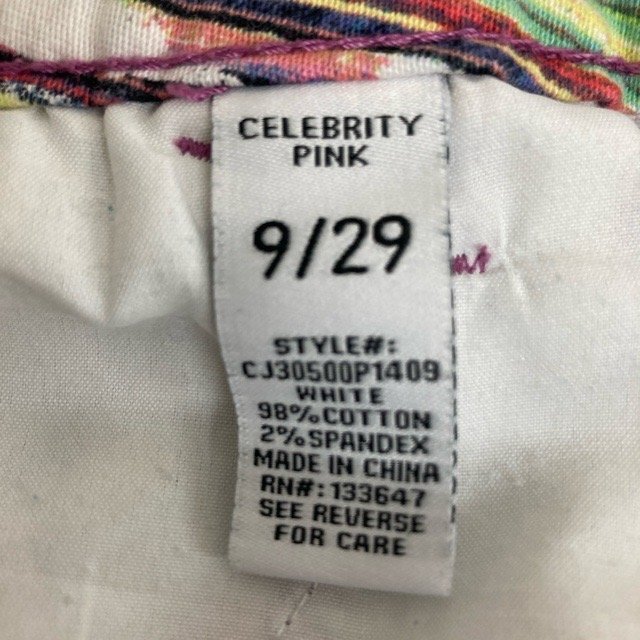 CELEBRITY
PINK
9/29
STYLE#:
CJ30500P1409
WHITE
98%COTTON
2%SPANDEX
MADE IN CHINA
RN#:133647
SEE REVERSE
FOR CARE